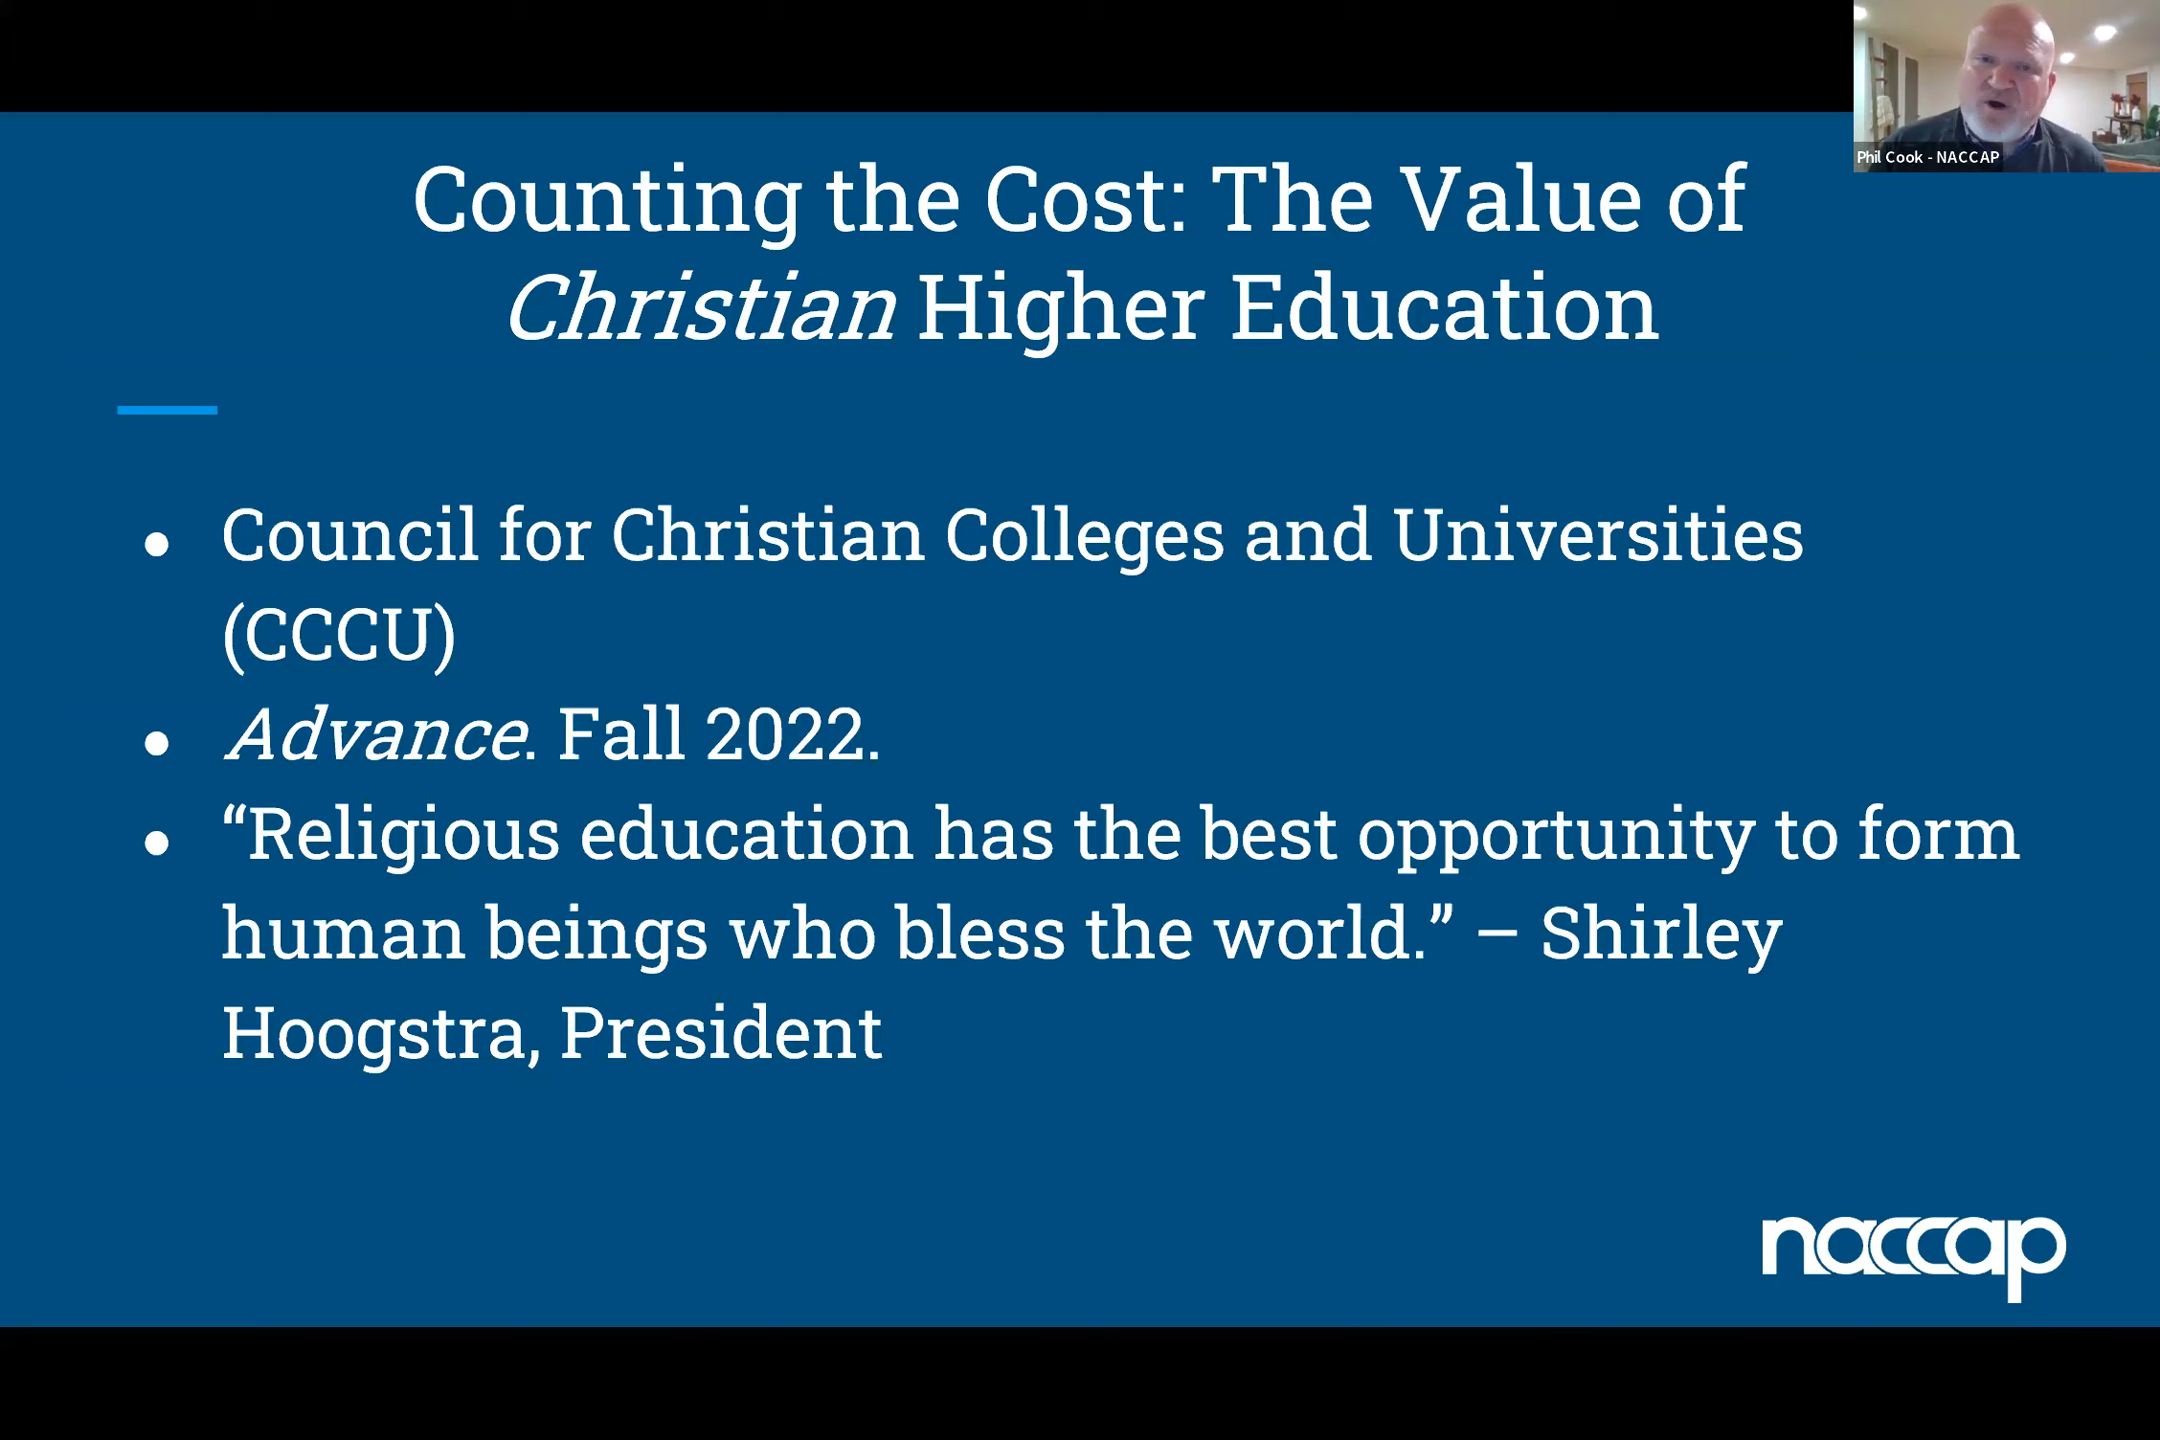 Phil Cook - NACCAP
Counting the Cost: The Value of
Christian Higher Education
● Council for Christian Colleges and Universities
(CCCU)
● Advance. Fall 2022.
● “Religious education has the best opportunity to form
human beings who bless the world.” – Shirley
Hoogstra, President
naccap